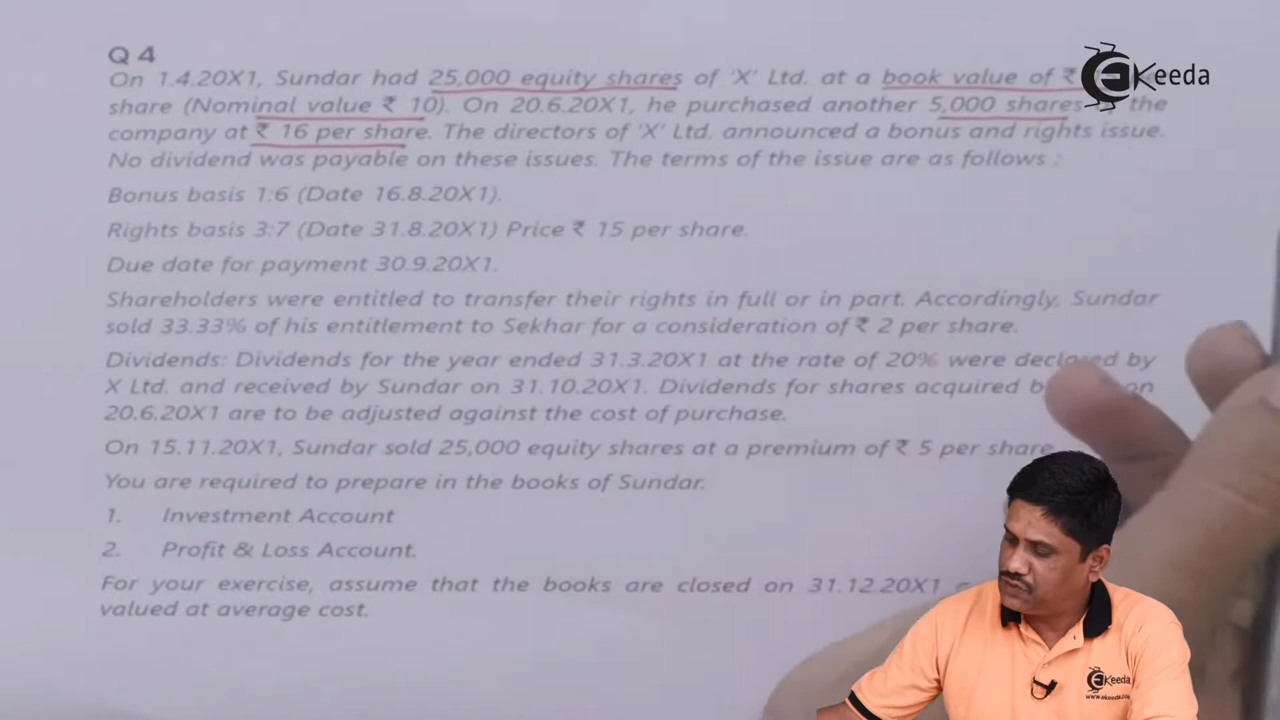 Q 4
On 1.4.20X1, Sundar had 25,000 equity shares of 'X' Ltd. at a book value of ₹
share (Nominal value ₹ 10). On 20.6.20X1, he purchased another 5,000 shares the
company at ₹ 16 per share. The directors of 'X' Ltd. announced a bonus and rights issue.
No dividend was payable on these issues. The terms of the issue are as follows :
Bonus basis 1:6 (Date 16.8.20X1).
Rights basis 3:7 (Date 31.8.20X1) Price ₹ 15 per share.
Due date for payment 30.9.20X1.
Shareholders were entitled to transfer their rights in full or in part. Accordingly, Sundar
sold 33.33% of his entitlement to Sekhar for a consideration of ₹ 2 per share.
Dividends: Dividends for the year ended 31.3.20X1 at the rate of 20% were declared by
X Ltd. and received by Sundar on 31.10.20X1. Dividends for shares acquired on
20.6.20X1 are to be adjusted against the cost of purchase.
On 15.11.20X1, Sundar sold 25,000 equity shares at a premium of ₹ 5 per share
You are required to prepare in the books of Sundar.
1. Investment Account
2. Profit & Loss Account.
For your exercise, assume that the books are closed on 31.12.20X1
valued at average cost.
eKeeda
eKeeda
www.ekeeda.com